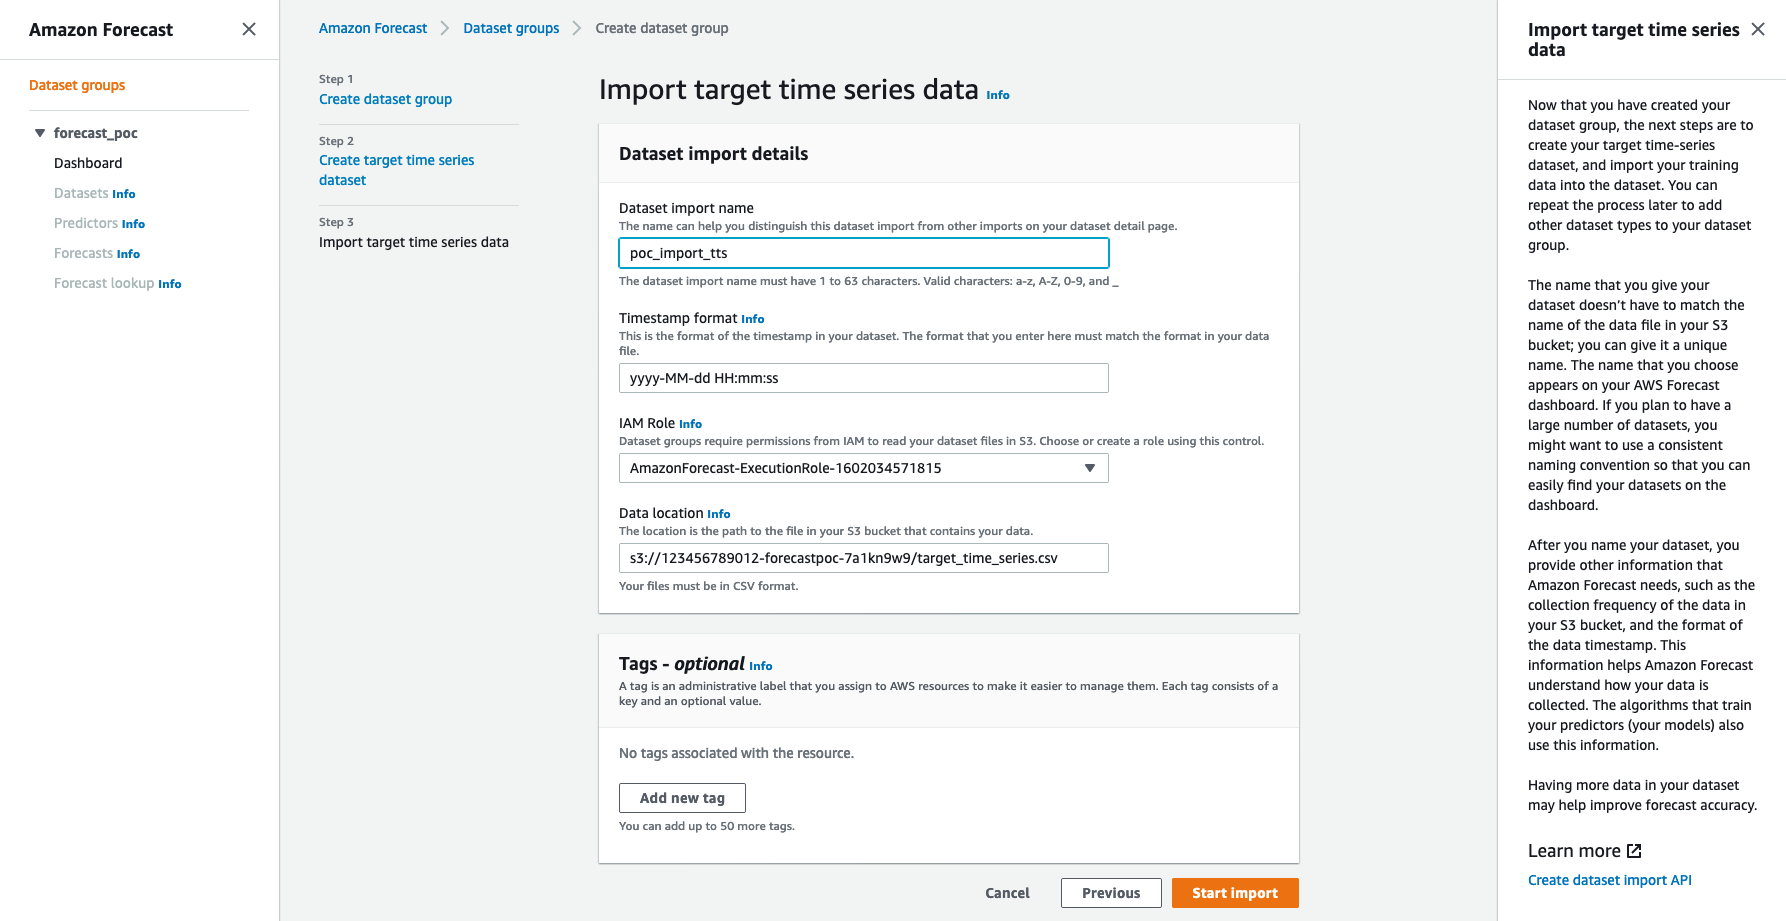 Amazon Forecast
Dataset groups
forecast_poc
Dashboard
Datasets Info
Predictors Info
Forecasts Info
Forecast lookup Info
Amazon Forecast
Dataset groups
Create dataset group
Step 1
Create dataset group
Step 2
Create target time series
dataset
Step 3
Import target time series data
Import target time series data Info
Dataset import details
Dataset import name
The name can help you distinguish this dataset import from other imports on your dataset detail page.
poc_import_tts
The dataset import name must have 1 to 63 characters. Valid characters: a-z, A-Z, 0-9, and _
Timestamp format Info
This is the format of the timestamp in your dataset. The format that you enter here must match the format in your data
file.
yyyy-MM-dd HH:mm:ss
IAM Role Info
Dataset groups require permissions from IAM to read your dataset files in S3. Choose or create a role using this control.
AmazonForecast-ExecutionRole-1602034571815
Data location Info
The location is the path to the file in your S3 bucket that contains your data.
s3://123456789012-forecastpoc-7a1kn9w9/target_time_series.csv
Your files must be in CSV format.
Tags - optional Info
A tag is an administrative label that you assign to AWS resources to make it easier to manage them. Each tag consists of a
key and an optional value.
No tags associated with the resource.
Add new tag
You can add up to 50 more tags.
Cancel
Previous
Start import
Import target time series
data
Now that you have created your
dataset group, the next steps are to
create your target time-series
dataset, and import your training
data into the dataset. You can
repeat the process later to add
other dataset types to your dataset
group.
The name that you give your
dataset doesn't have to match the
name of the data file in your S3
bucket; you can give it a unique
name. The name that you choose
appears on your AWS Forecast
dashboard. If you plan to have a
large number of datasets, you
might want to use a consistent
naming convention so that you can
easily find your datasets on the
dashboard.
After you name your dataset, you
provide other information that
Amazon Forecast needs, such as the
collection frequency of the data in
your S3 bucket, and the format of
the data timestamp. This
information helps Amazon Forecast
understand how your data is
collected. The algorithms that train
your predictors (your models) also
use this information.
Having more data in your dataset
may help improve forecast accuracy.
Learn more
Create dataset import API